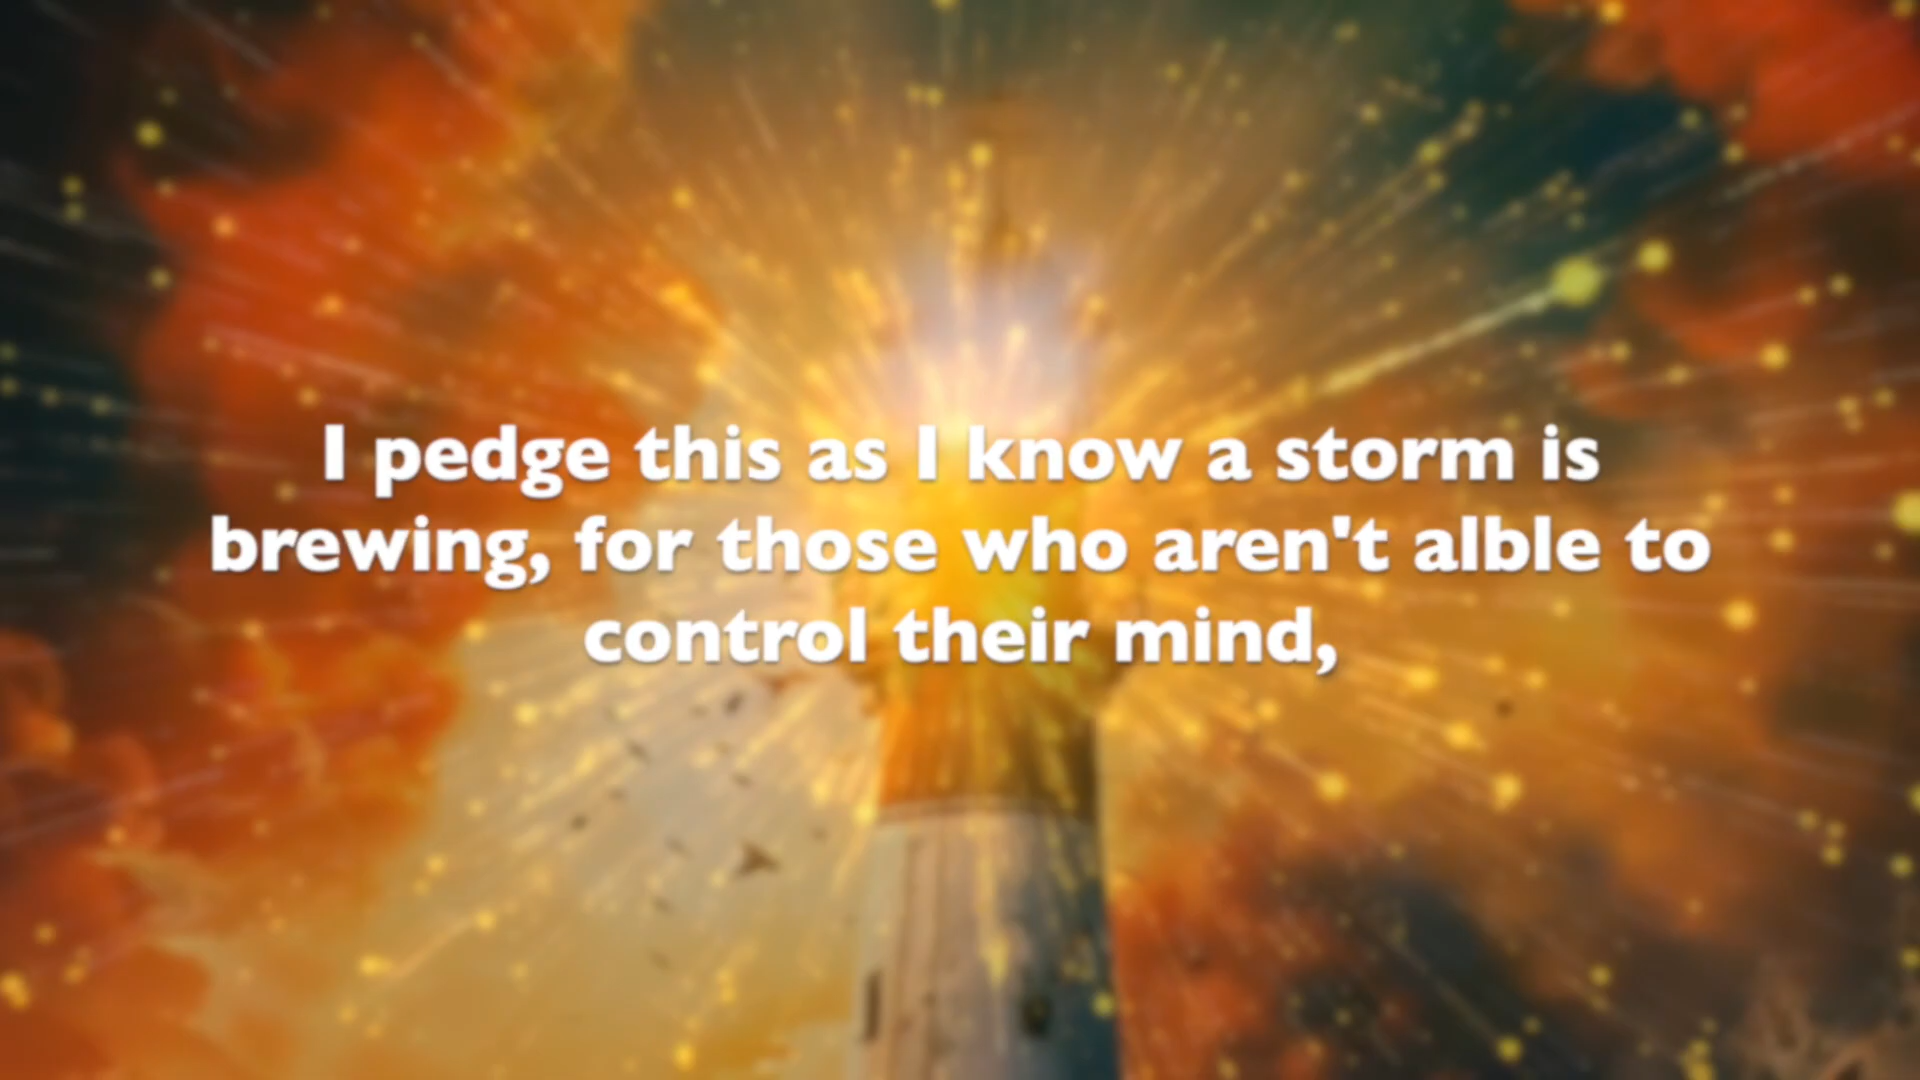 I pedge this as I know a storm is
brewing, for those who aren't alble to
control their mind,